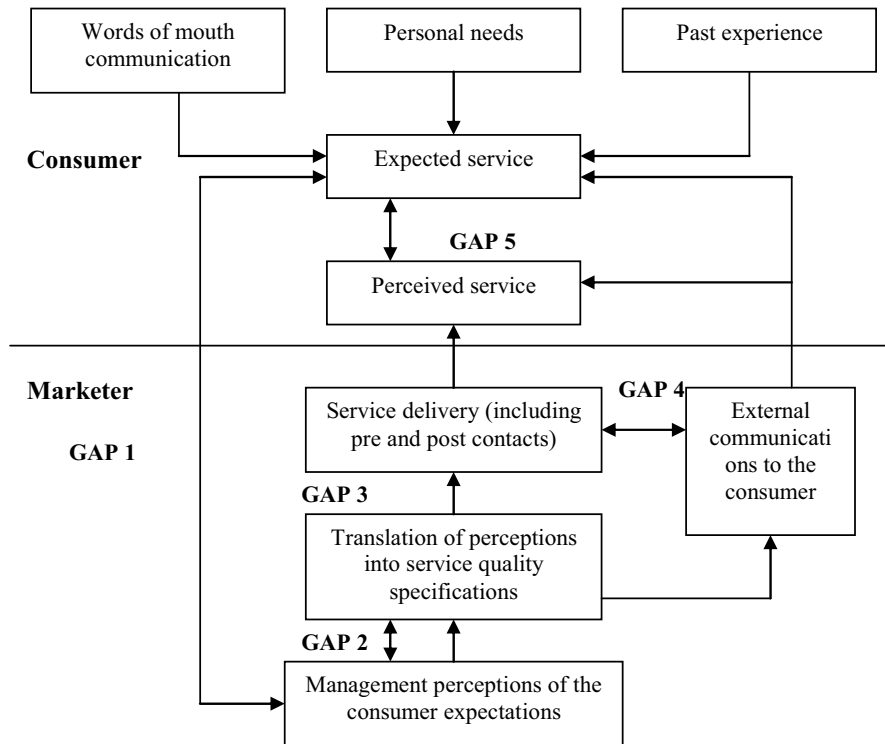 Words of mouth
communication
Personal needs
Past experience
Consumer
Expected service
GAP 5
Perceived service
Marketer
GAP 4
Service delivery (including
pre and post contacts)
External
communicati
ons to the
consumer
GAP 1
GAP 3
Translation of perceptions
into service quality
specifications
GAP 2
Management perceptions of the
consumer expectations